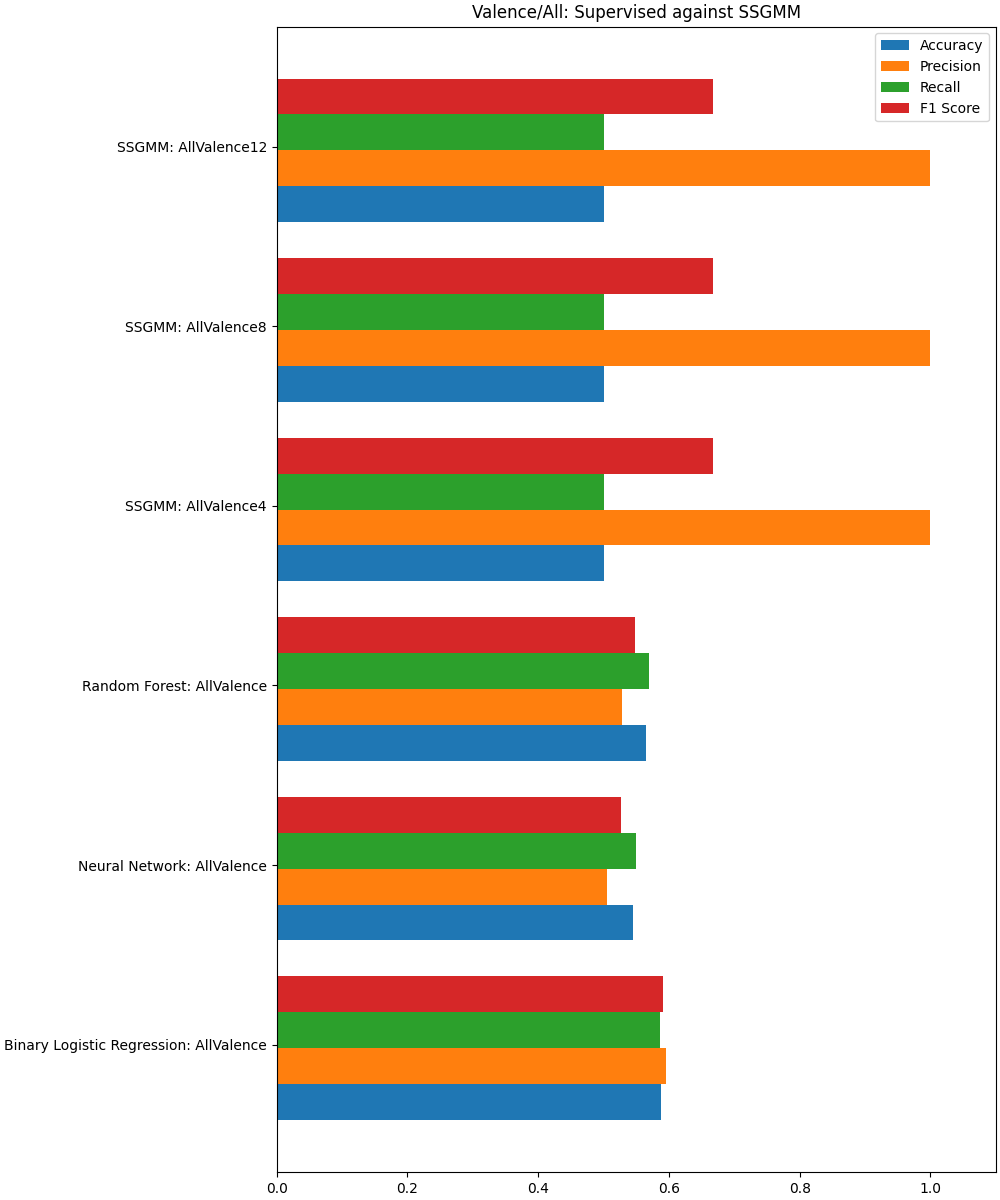 Valence/All: Supervised against SSGMM
Accuracy
Precision
Recall
F1 Score
SSGMM: AllValence12
SSGMM: AllValence8
SSGMM: AllValence4
Random Forest: AllValence
Neural Network: AllValence
Binary Logistic Regression: AllValence
0.0 0.2 0.4 0.6 0.8 1.0